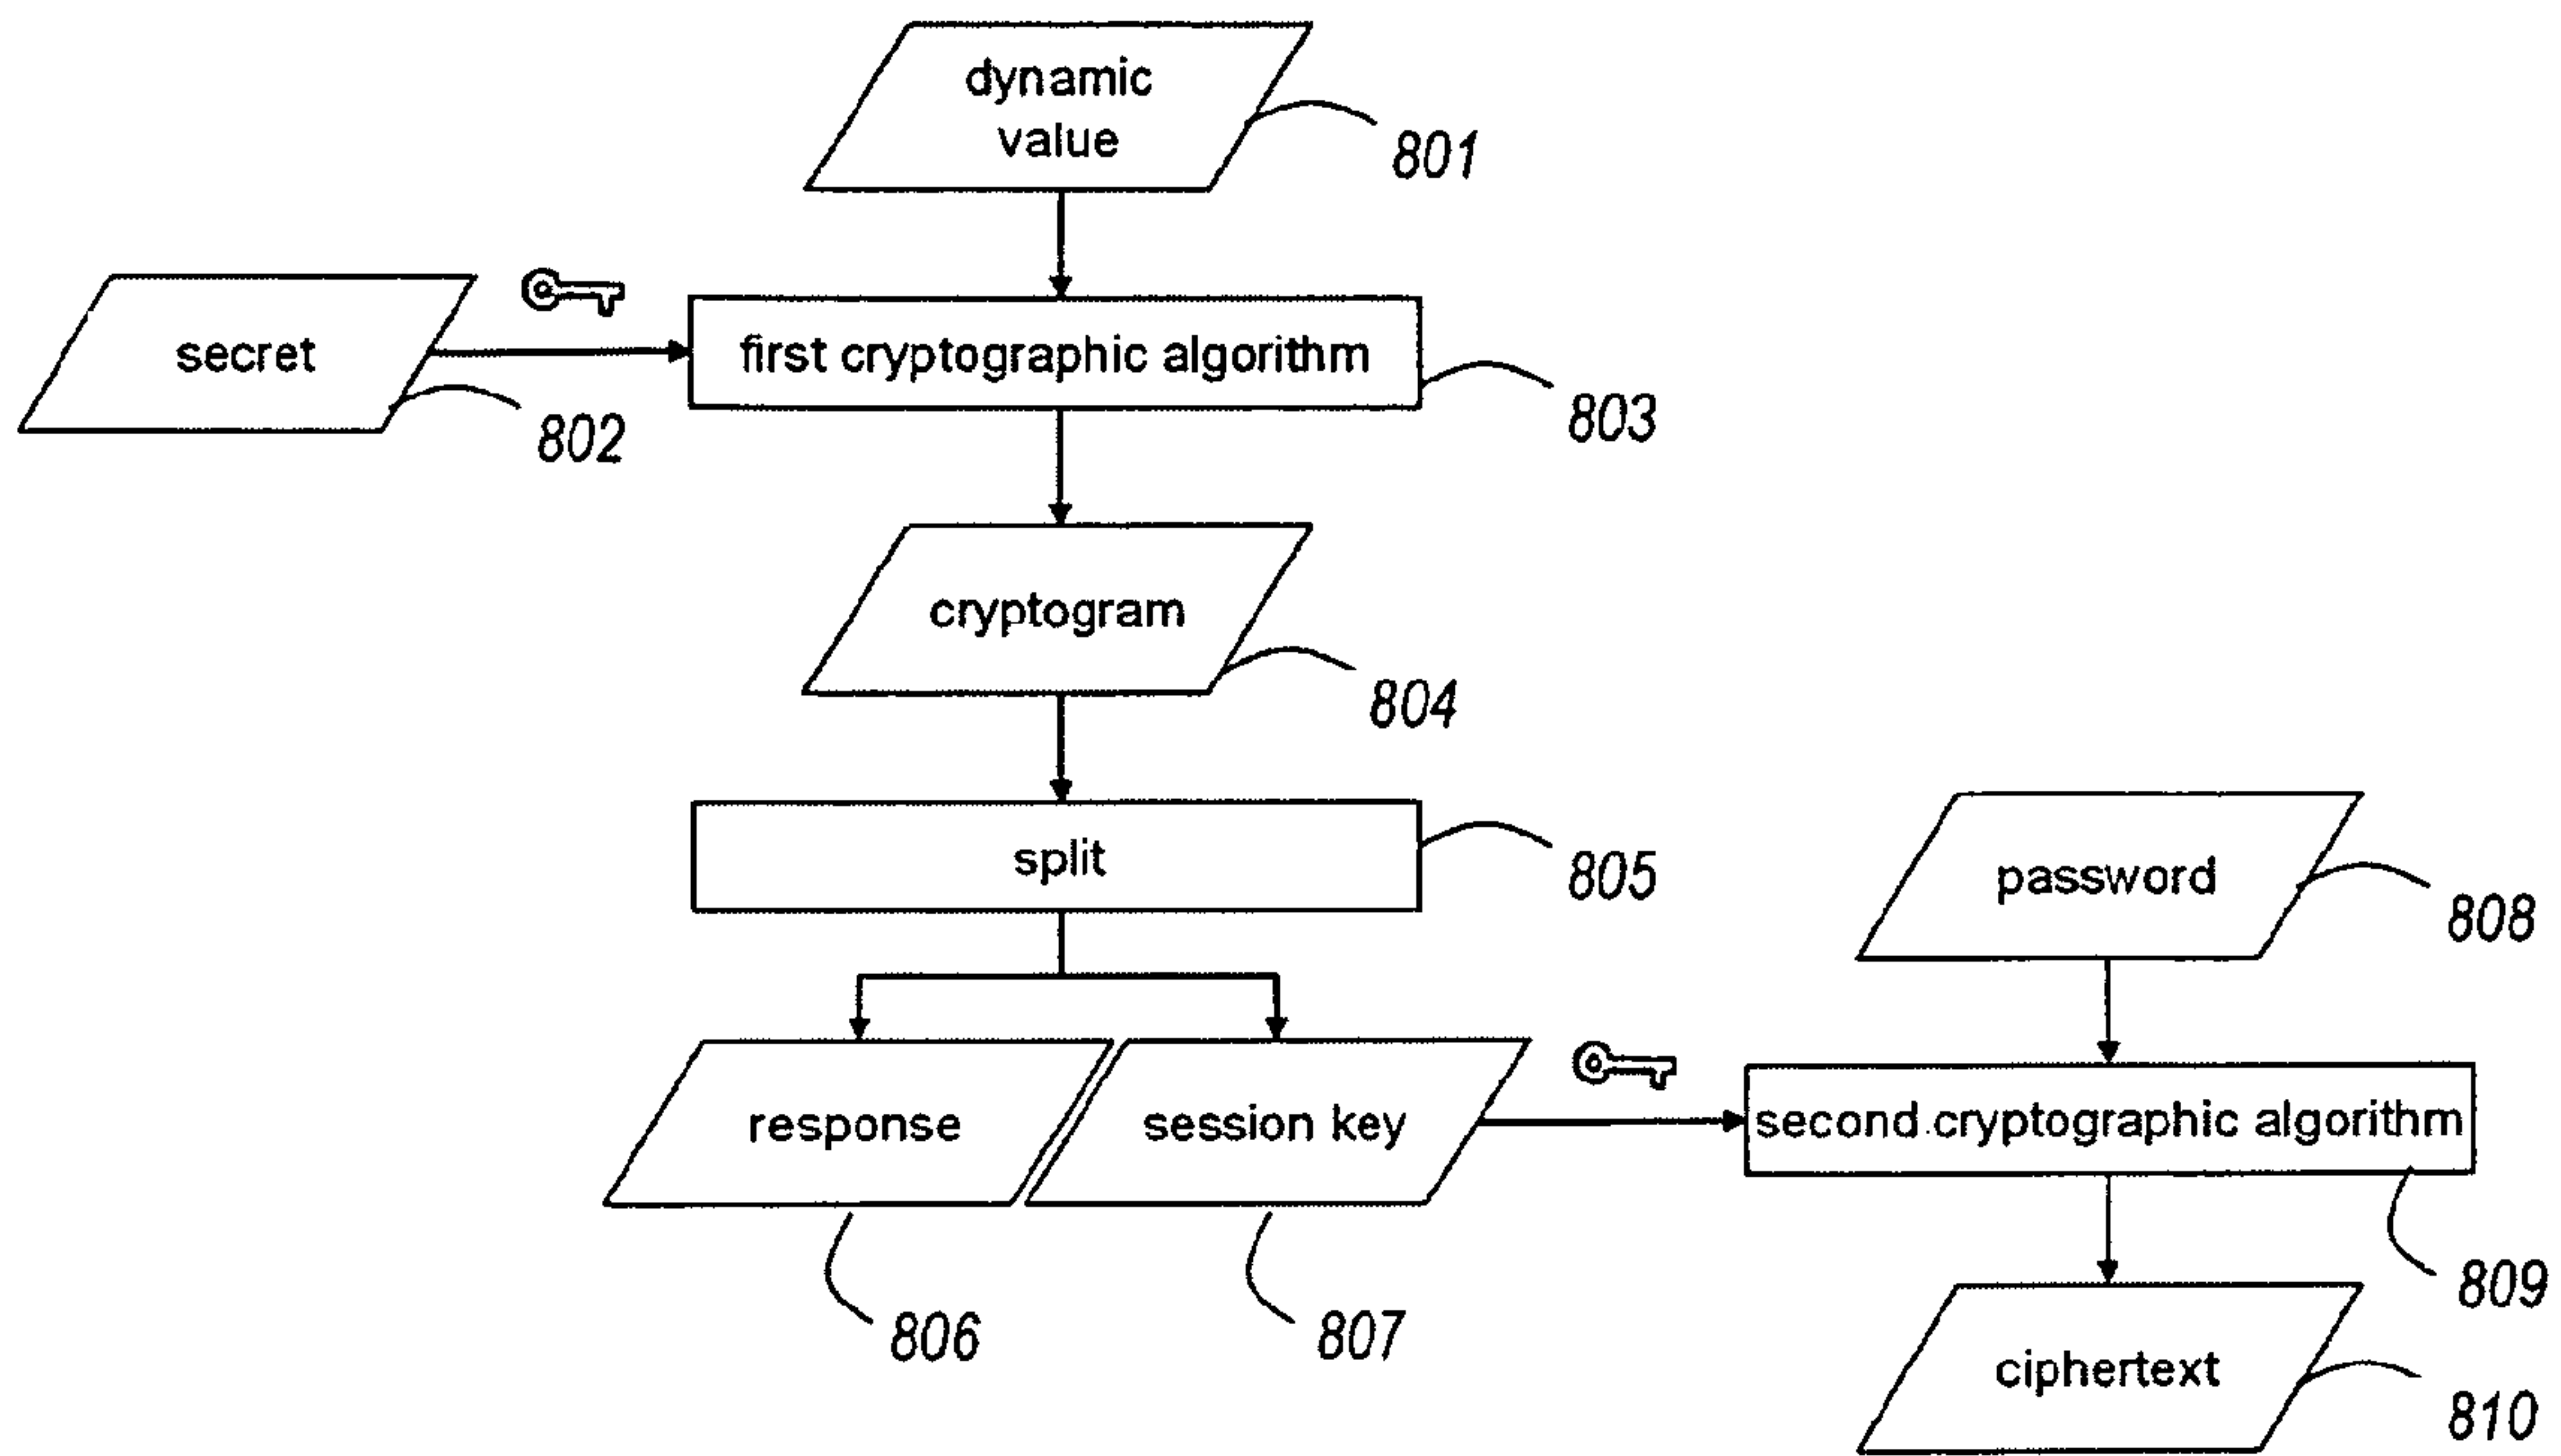 dynamic
value
801
secret
802
first cryptographic algorithm
803
cryptogram
804
split
805
password
808
response
session key
second cryptographic algorithm
806
807
809
ciphertext
810